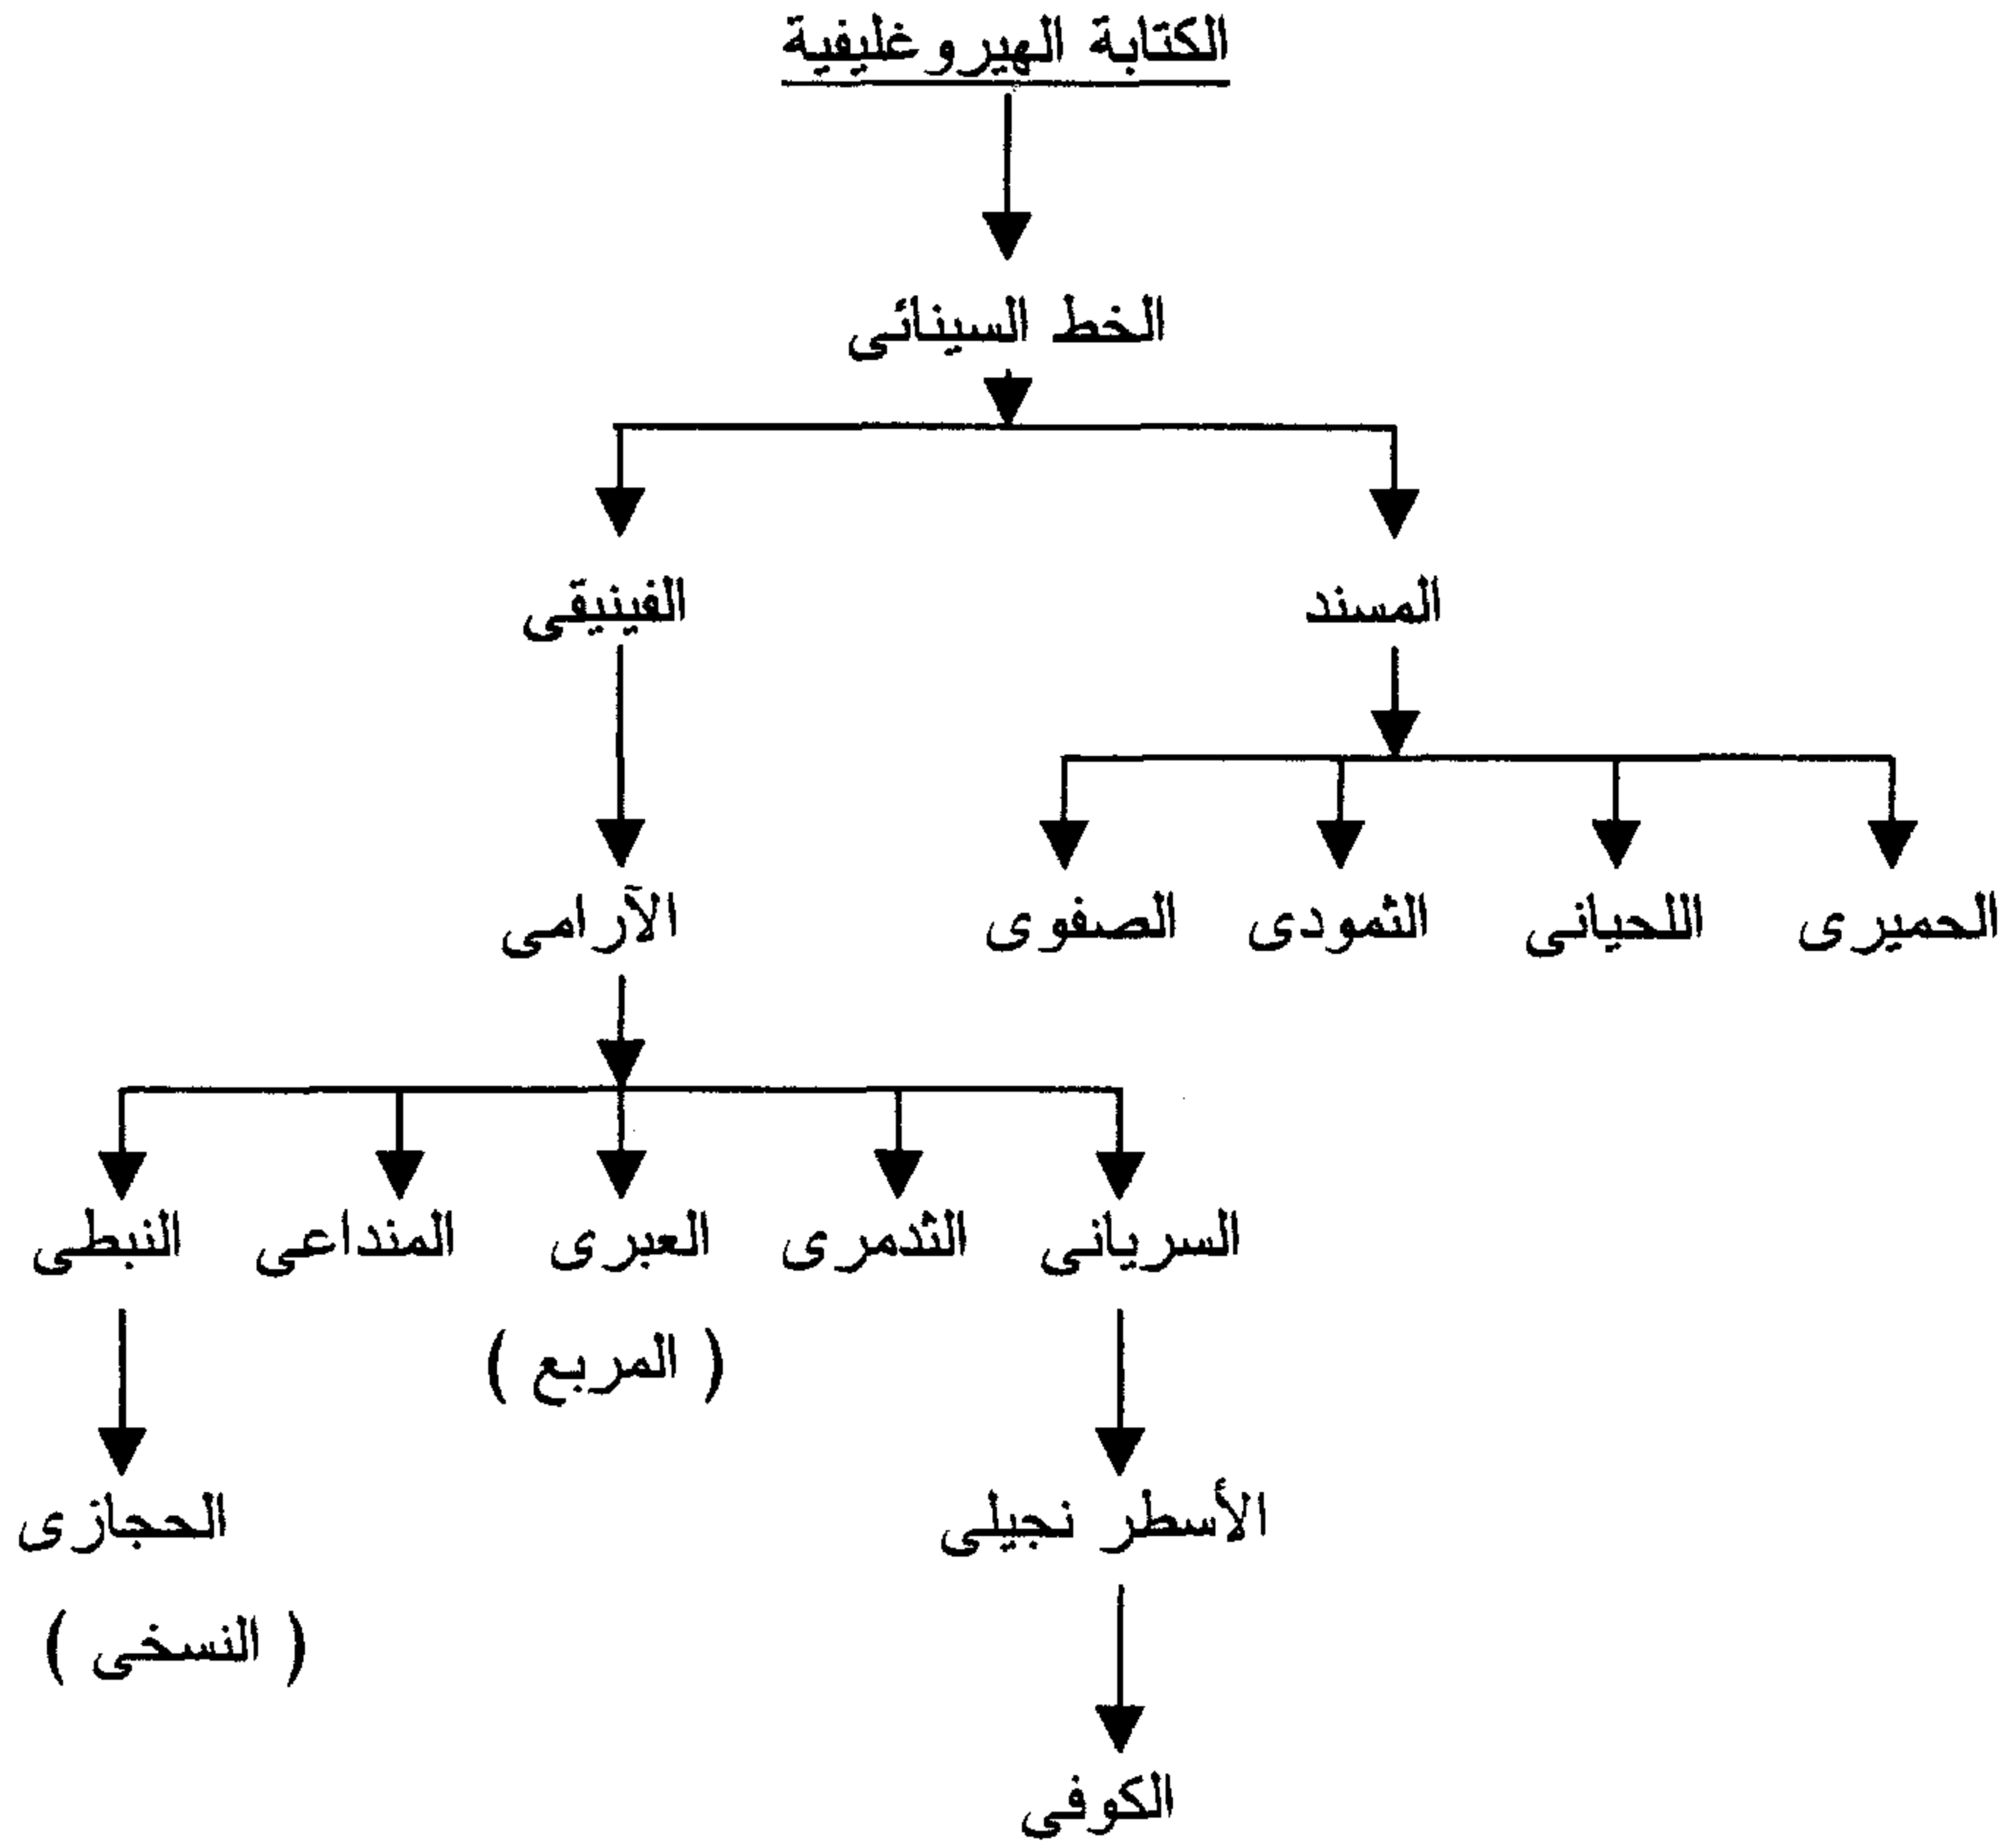 الكتابة الهيروغليفية
الخط السينائى
المسند الفينيقى
الحميرى اللحيانى الثمودى الصفوى الآرامى
السريانى التدمرى العبرى المنداعى النبطى
( المربع )
الأسطر نجيلى الحجازى
( النسخى )
الكوفى